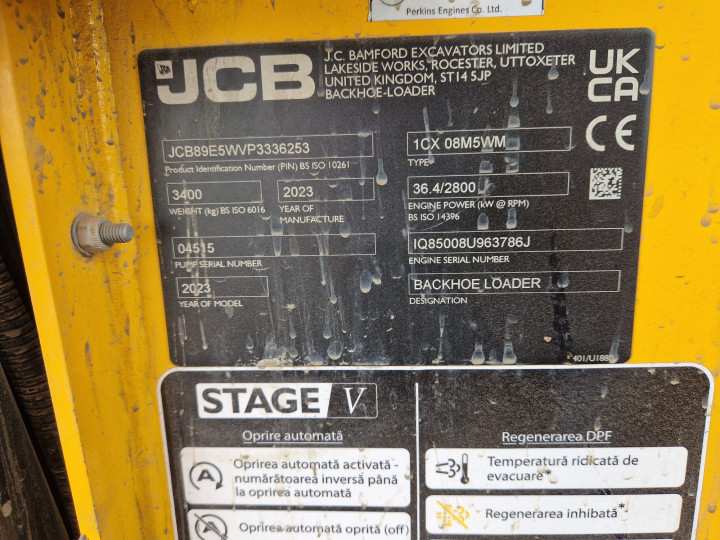 Perkins Engines Co. Ltd.
JCB
J.C. BAMFORD EXCAVATORS LIMITED
LAKESIDE WORKS, ROCESTER, UTTOXETER
UNITED KINGDOM, ST14 5JP
BACKHOE-LOADER
UK
CA
CE
JCB89E5WVP3336253
Product Identification Number (PIN) BS ISO 10261
1CX 08M5WM
TYPE
3400
WEIGHT (kg) BS ISO 6016
2023
YEAR OF
MANUFACTURE
36.4/2800
ENGINE POWER (kW @ RPM)
BS ISO 14396
04515
PUMP SERIAL NUMBER
IQ85008U963786J
ENGINE SERIAL NUMBER
2023
YEAR OF MODEL
BACKHOE LOADER
DESIGNATION
STAGE V
Oprire automată
Oprirea automată activată -
numărătoarea inversă până
la oprirea automată
Oprirea automată oprită (off)
Regenerarea DPF
Temperatură ridicată de
evacuare*
Regenerarea inhibată*